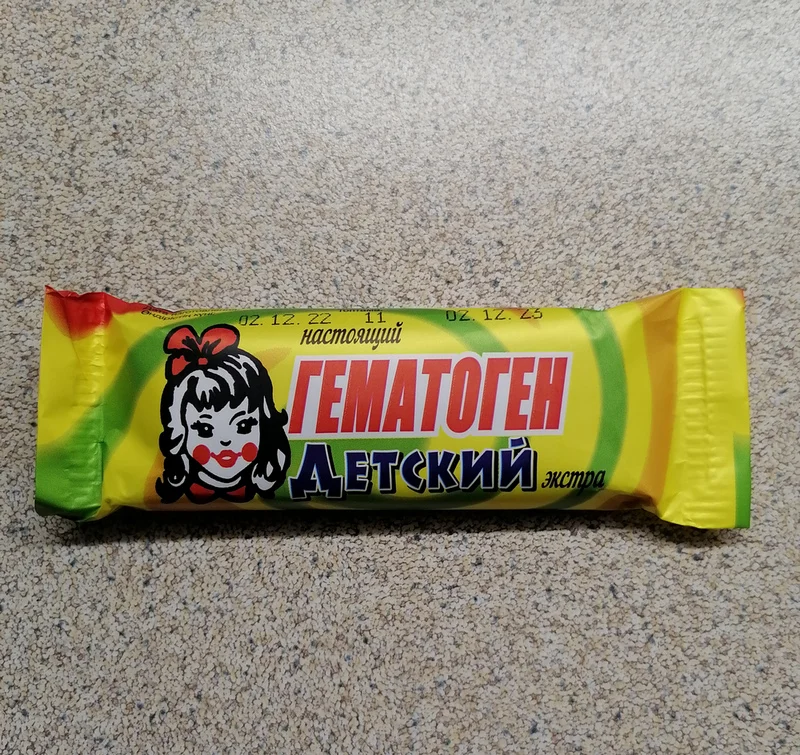 02.12.22 11 02.12.23
настоящий
ГЕМАТОГЕН
Детский экстра